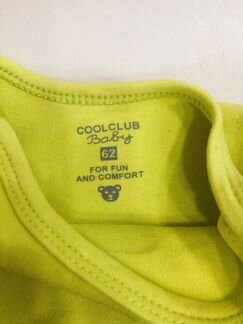 COOLCLUB
Baby
62
FOR FUN
AND COMFORT